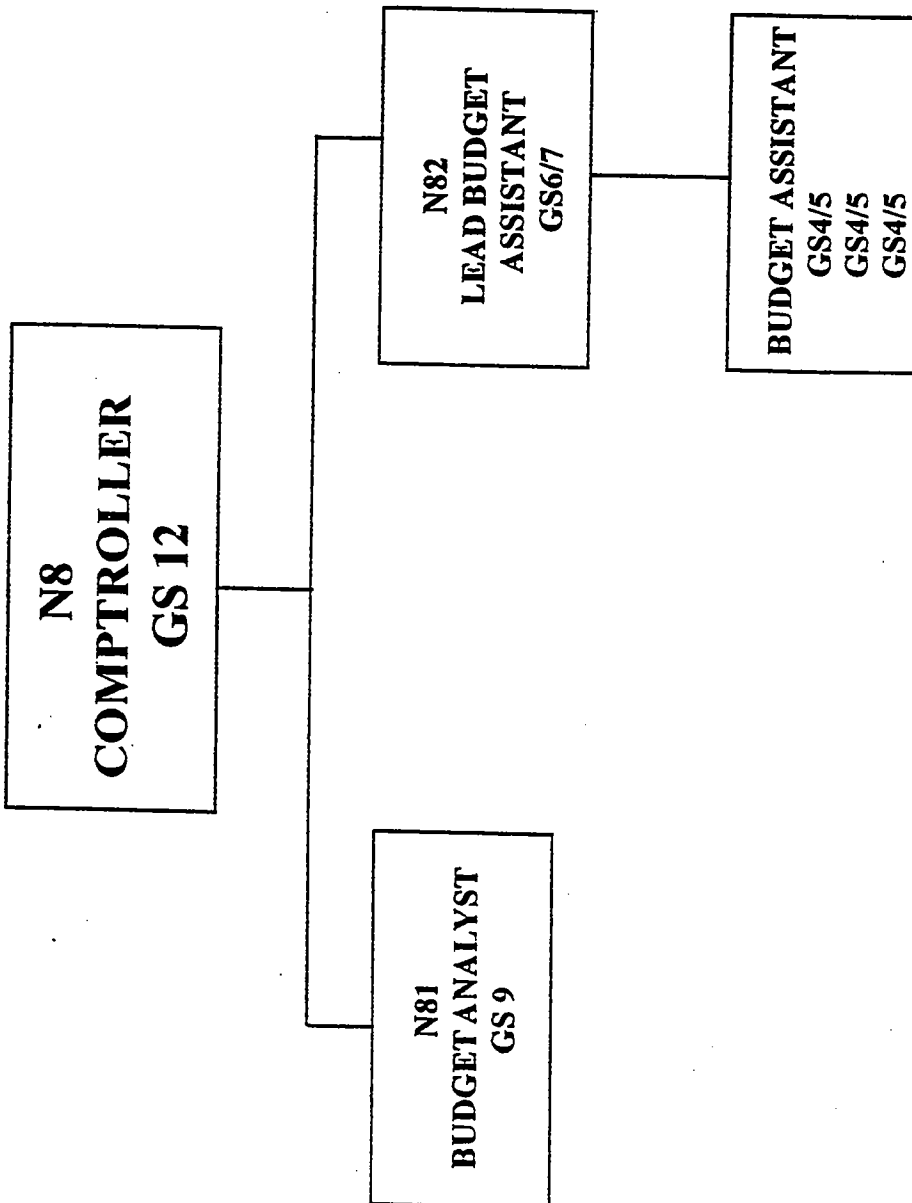 N8
COMPTROLLER
GS 12
N81
BUDGET ANALYST
GS 9
N82
LEAD BUDGET
ASSISTANT
GS6/7
BUDGET ASSISTANT
GS4/5
GS4/5
GS4/5